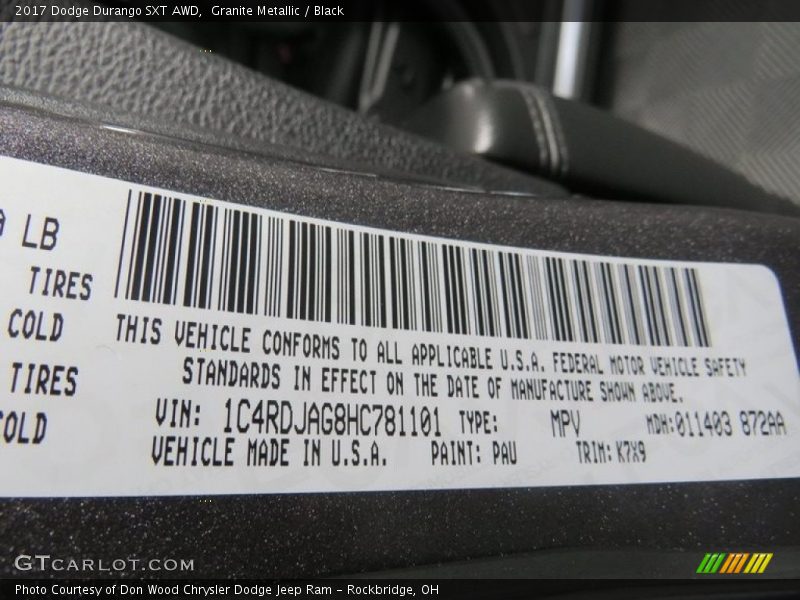 2017 Dodge Durango SXT AWD,  Granite Metallic / Black
LB
TIRES
COLD
TIRES
COLD
THIS VEHICLE CONFORMS TO ALL APPLICABLE U.S.A. FEDERAL MOTOR VEHICLE SAFETY
STANDARDS IN EFFECT ON THE DATE OF MANUFACTURE SHOWN ABOVE.
VIN: 1C4RDJAG8HC781101 TYPE: MPV MDH:011403 872AA
VEHICLE MADE IN U.S.A. PAINT: PAU TRIM: K7X9
GTCARLOT.COM
Photo Courtesy of Don Wood Chrysler Dodge Jeep Ram – Rockbridge, OH